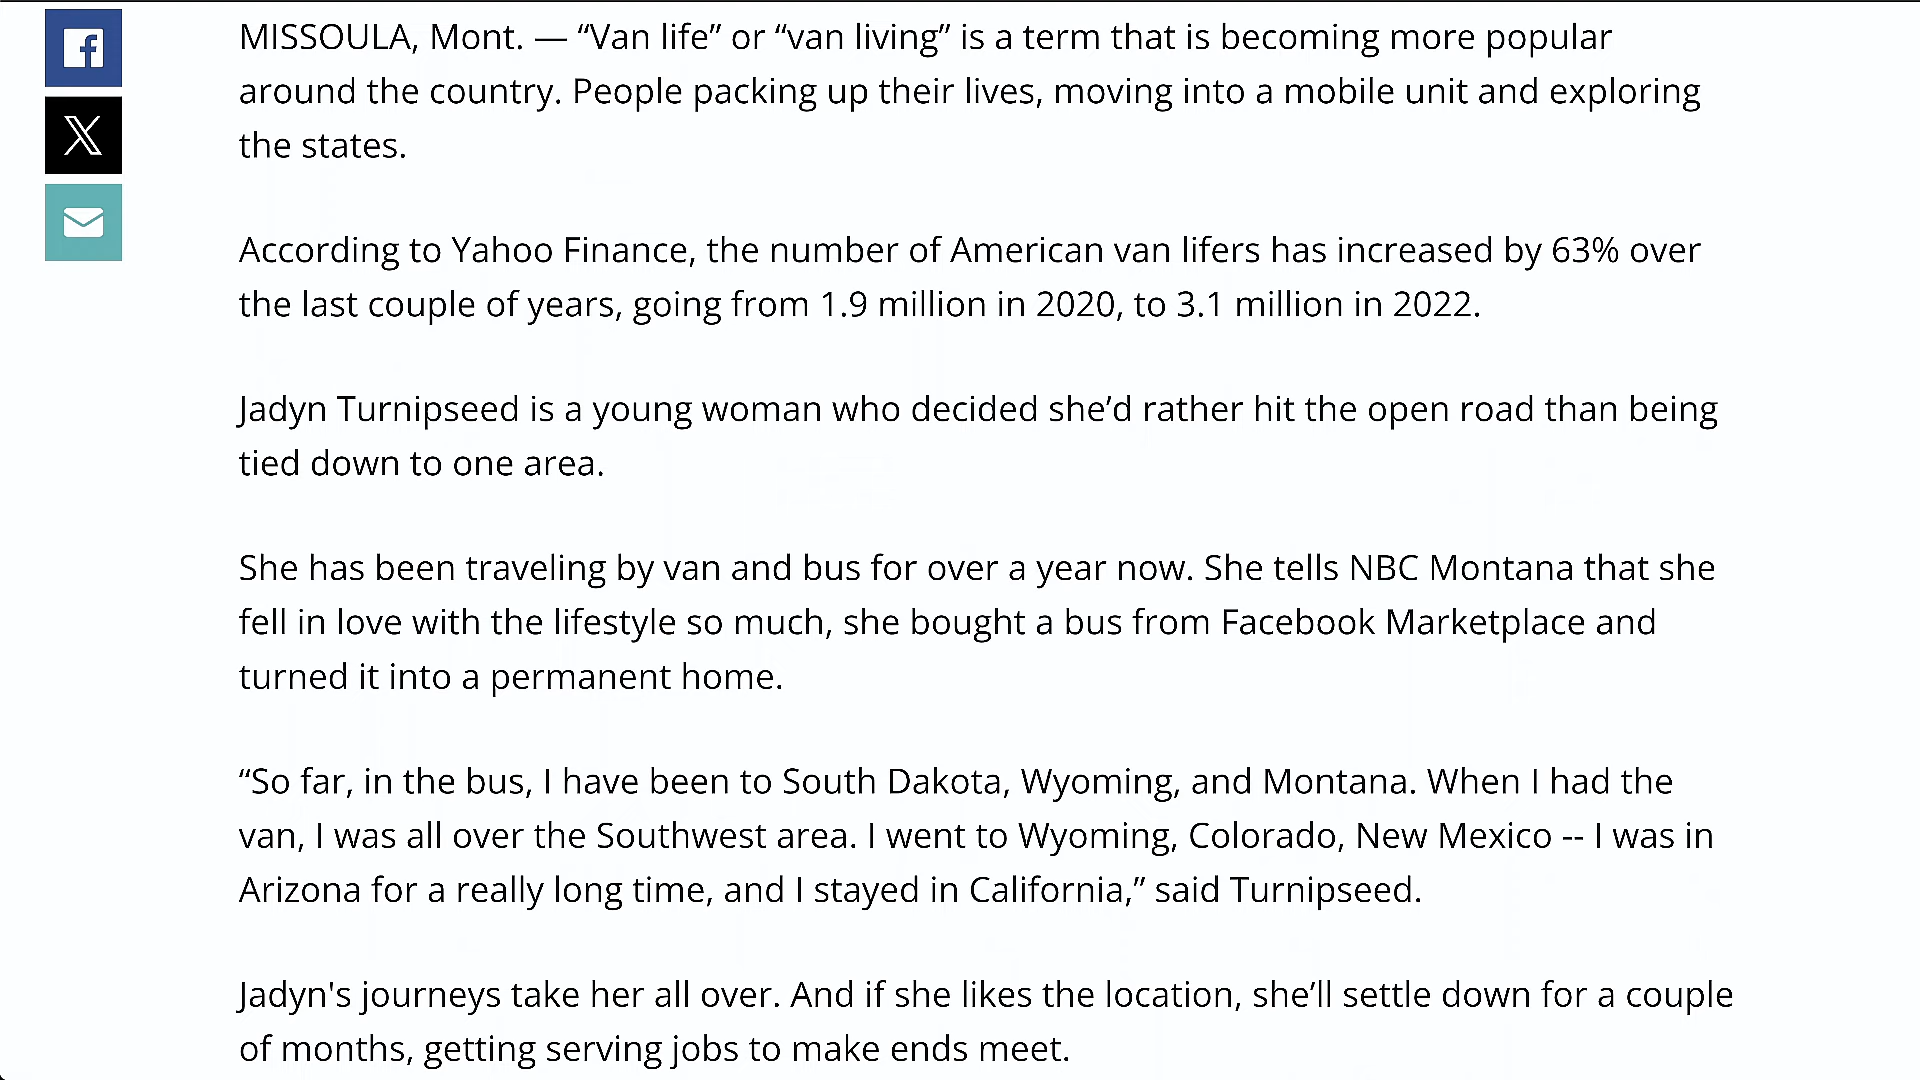 MISSOULA, Mont. — “Van life” or “van living” is a term that is becoming more popular
around the country. People packing up their lives, moving into a mobile unit and exploring
the states.
According to Yahoo Finance, the number of American van lifers has increased by 63% over
the last couple of years, going from 1.9 million in 2020, to 3.1 million in 2022.
Jadyn Turnipseed is a young woman who decided she’d rather hit the open road than being
tied down to one area.
She has been traveling by van and bus for over a year now. She tells NBC Montana that she
fell in love with the lifestyle so much, she bought a bus from Facebook Marketplace and
turned it into a permanent home.
“So far, in the bus, I have been to South Dakota, Wyoming, and Montana. When I had the
van, I was all over the Southwest area. I went to Wyoming, Colorado, New Mexico -- I was in
Arizona for a really long time, and I stayed in California,” said Turnipseed.
Jadyn's journeys take her all over. And if she likes the location, she’ll settle down for a couple
of months, getting serving jobs to make ends meet.